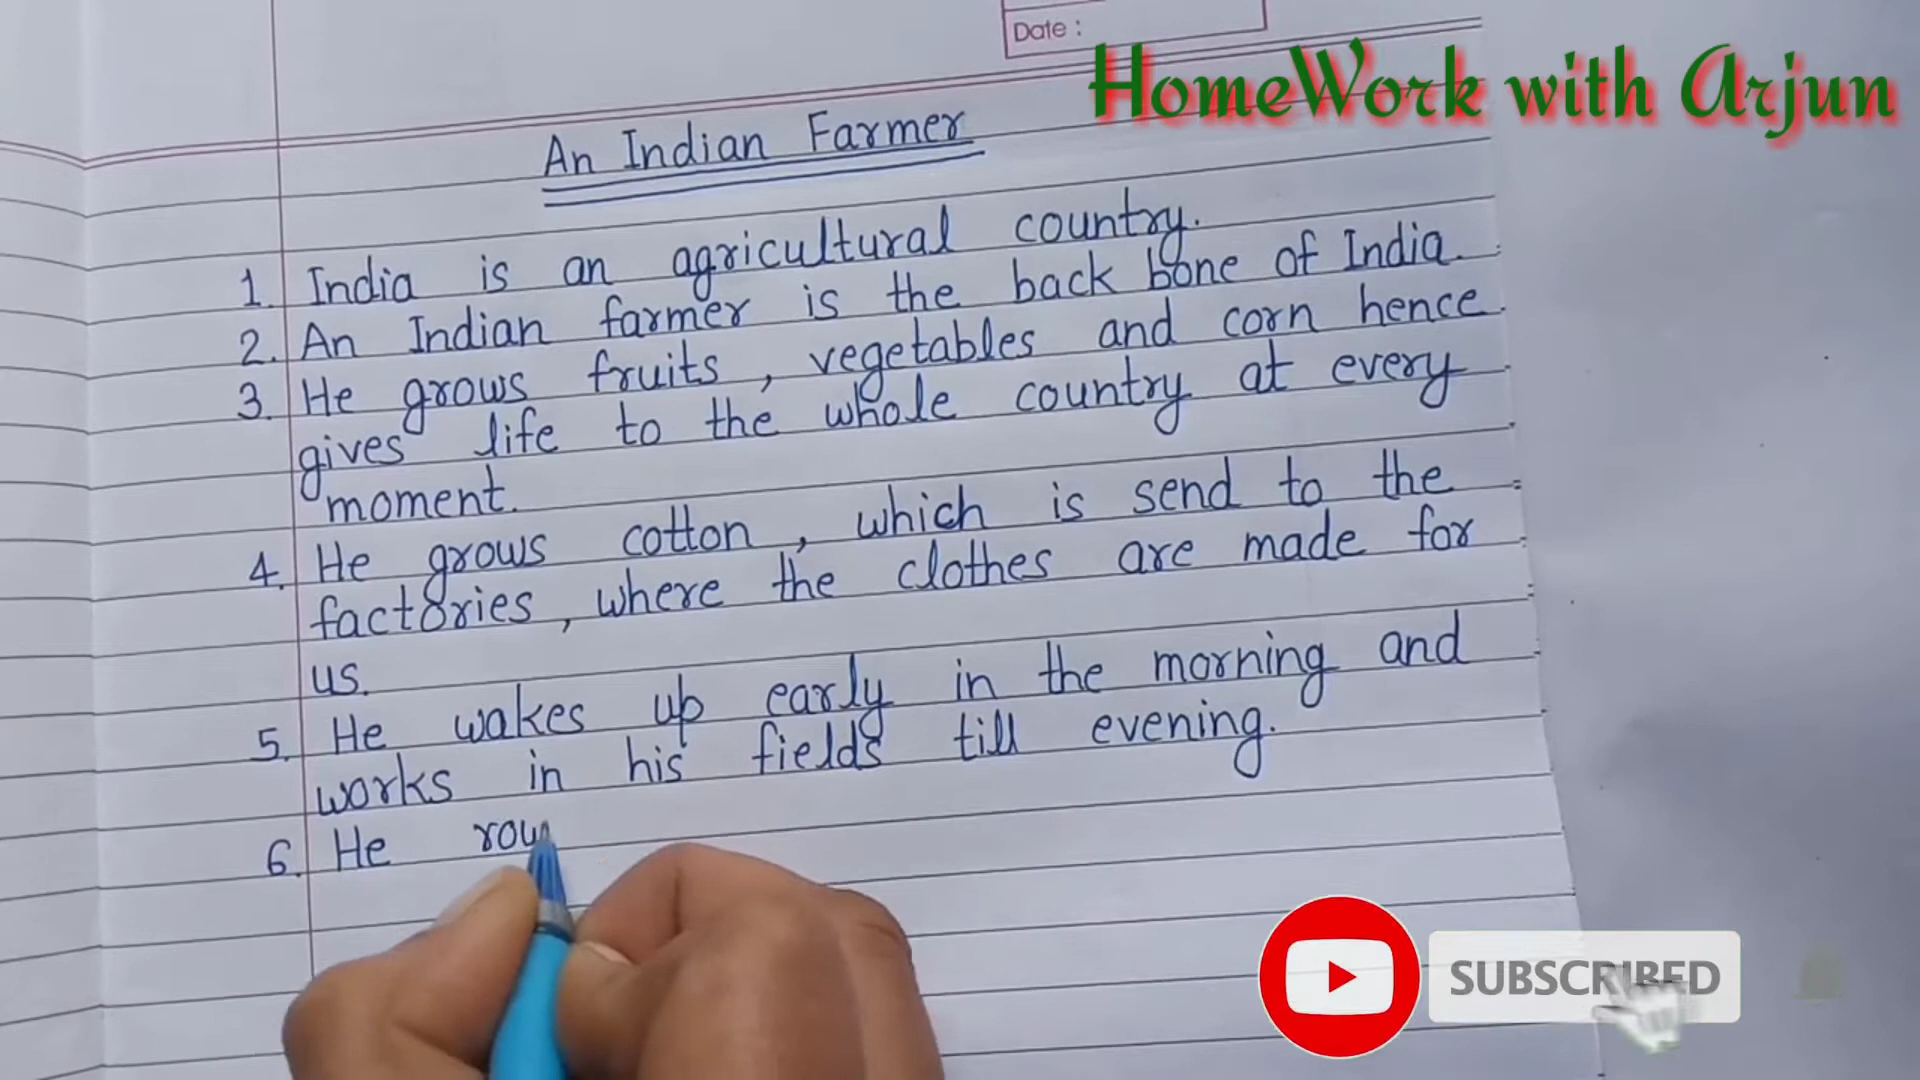 Date :
HomeWork with Arjun
An Indian Farmer
1. India is an agricultural country.
2. An Indian farmer is the back bone of India.
3. He grows fruits, vegetables and corn hence
gives life to the whole country at every
moment.
4. He grows cotton, which is send to the
factories, where the clothes are made for
us.
5. He wakes up early in the morning and
works in his fields till evening.
6. He
SUBSCRIBED